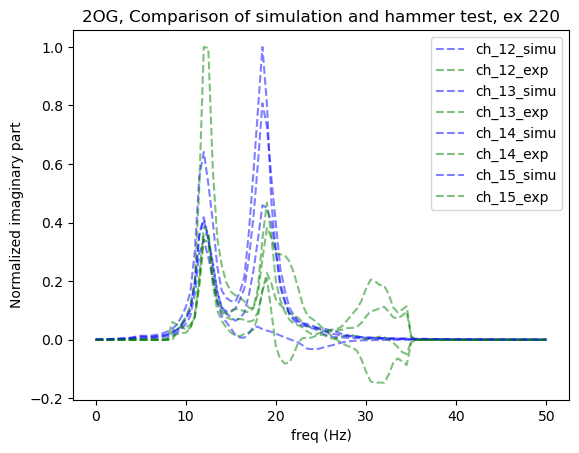 2OG, Comparison of simulation and hammer test, ex 220
ch_12_simu
ch_12_exp
ch_13_simu
ch_13_exp
ch_14_simu
ch_14_exp
ch_15_simu
ch_15_exp
Normalized imaginary part
1.0
0.8
0.6
0.4
0.2
0.0
−0.2
0 10 20 30 40 50
freq (Hz)